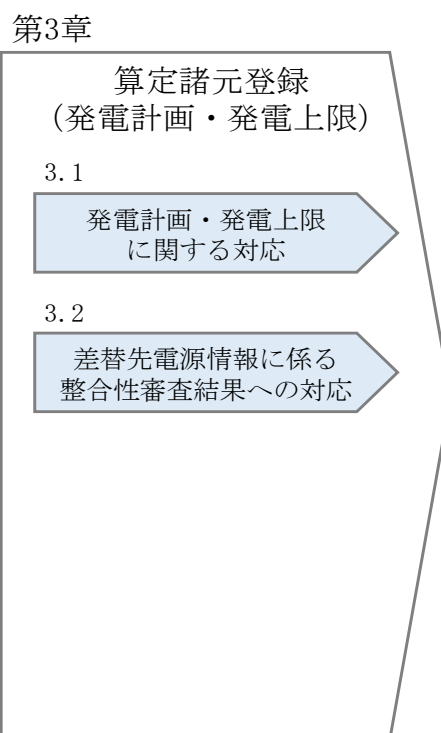 第3章
算定諸元登録
（発電計画・発電上限）
3.1
発電計画・発電上限
に関する対応
3.2
差替先電源情報に係る
整合性審査結果への対応